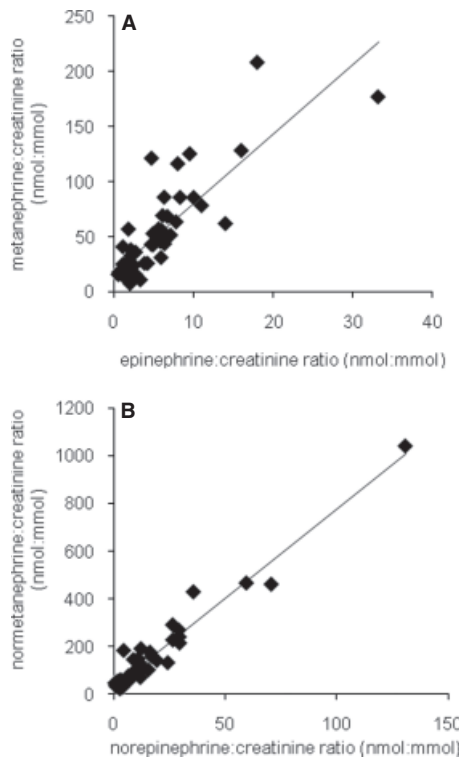 A
metanephrine:creatinine ratio
(nmol:mmol)
250
200
150
100
50
0
0 10 20 30 40
epinephrine:creatinine ratio (nmol:mmol)
B
normetanephrine:creatinine ratio
(nmol:mmol)
1200
1000
800
600
400
200
0
0 50 100 150
norepinephrine:creatinine ratio (nmol:mmol)